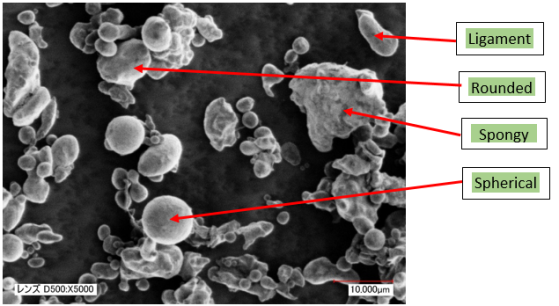 Ligament
Rounded
Spongy
Spherical
レンズ D500:X5000
10.000μm